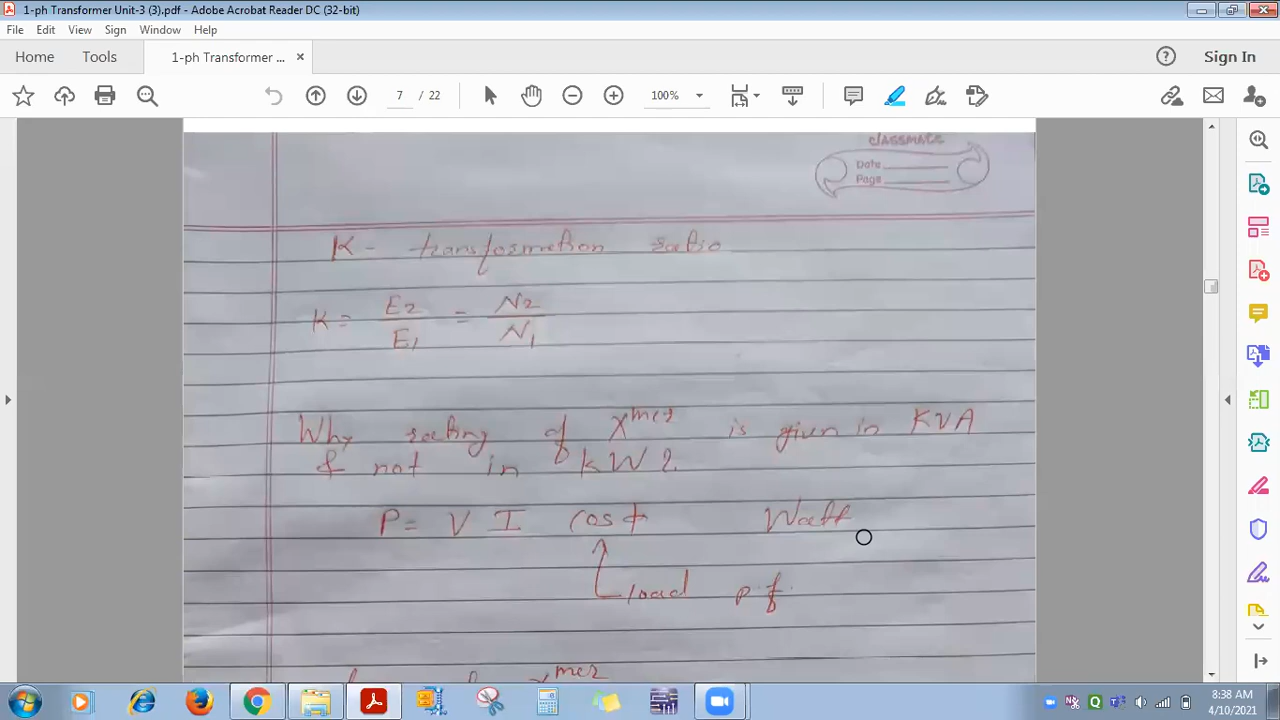 1-ph Transformer Unit-3 (3).pdf - Adobe Acrobat Reader DC (32-bit)
File Edit View Sign Window Help
Home Tools 1-ph Transformer ... × Sign In
7 / 22 100%
classmate
Date
Page
K - transformation ratio
K = E2 / E1 = N2 / N1
Why rating of Xmer is given in KVA
& not in KW ?
P = V I cos ϕ Watt
load p.f.
xmer
8:38 AM
4/10/2021